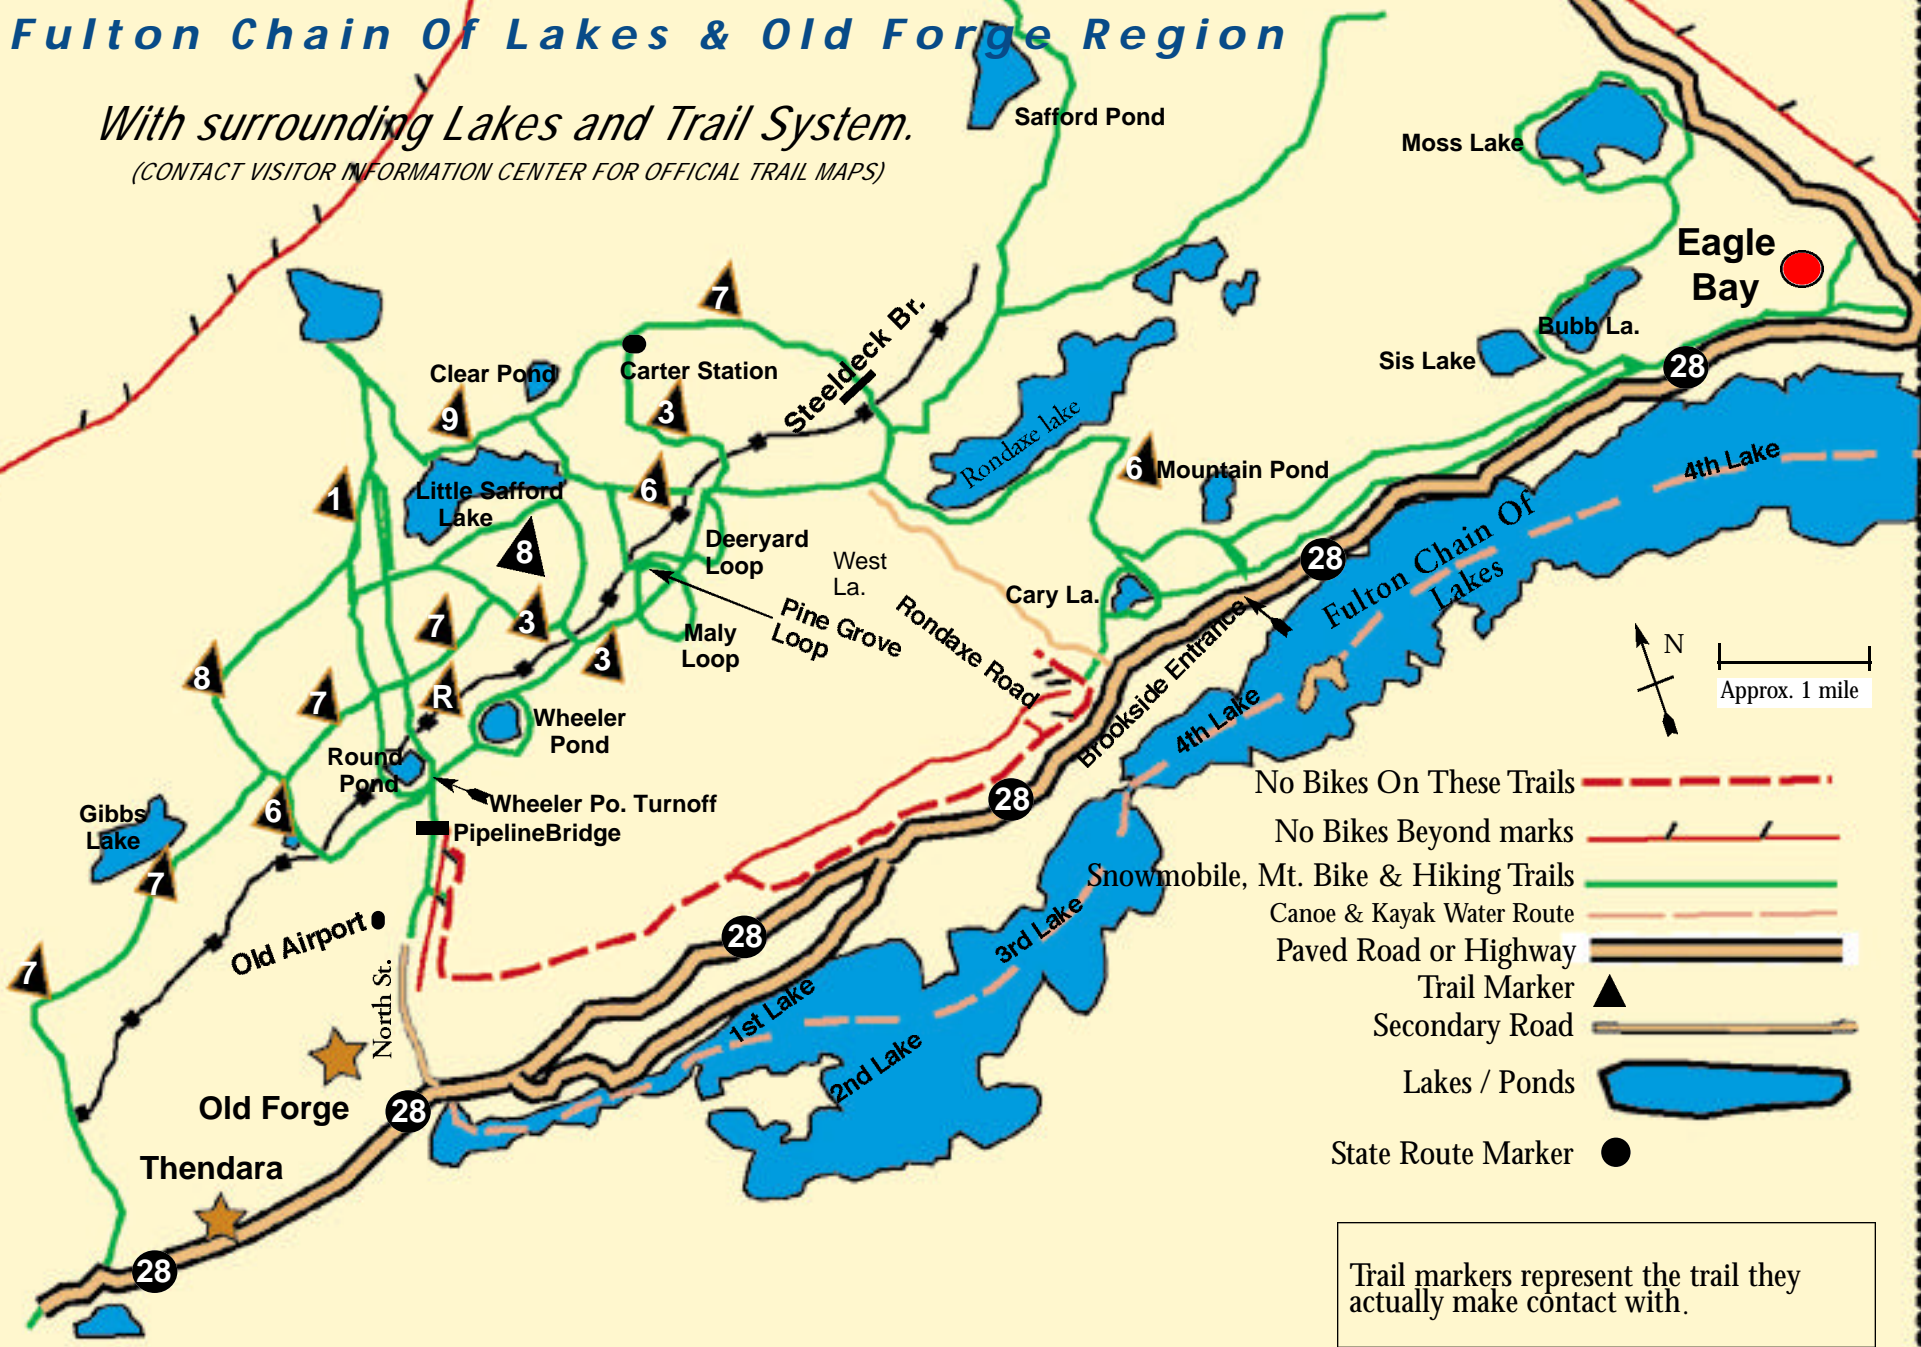 Fulton Chain Of Lakes & Old Forge Region
With surrounding Lakes and Trail System.
(CONTACT VISITOR INFORMATION CENTER FOR OFFICIAL TRAIL MAPS)
Safford Pond
Moss Lake
Eagle
Bay
7
Steeldeck Br.
Bubb La.
Sis Lake
28
Clear Pond
Carter Station
9
3
Rondaxe lake
4th Lake
1
Little Safford
Lake
6
6
Mountain Pond
8
Deeryard
Loop
West
La.
28
Fulton Chain Of
Lakes
Cary La.
Pine Grove
Loop
Rondaxe Road
Brookside Entrance
7
3
3
Maly
Loop
N
Approx. 1 mile
8
7
R
Wheeler
Pond
4th Lake
Round
Pond
Gibbs
Lake
6
Wheeler Po. Turnoff
PipelineBridge
28
7
No Bikes On These Trails
No Bikes Beyond marks
Snowmobile, Mt. Bike & Hiking Trails
Canoe & Kayak Water Route
Paved Road or Highway
Trail Marker
Secondary Road
Lakes / Ponds
State Route Marker
Old Airport
28
3rd Lake
7
North St.
1st Lake
2nd Lake
Old Forge
28
Thendara
28
Trail markers represent the trail they
actually make contact with.